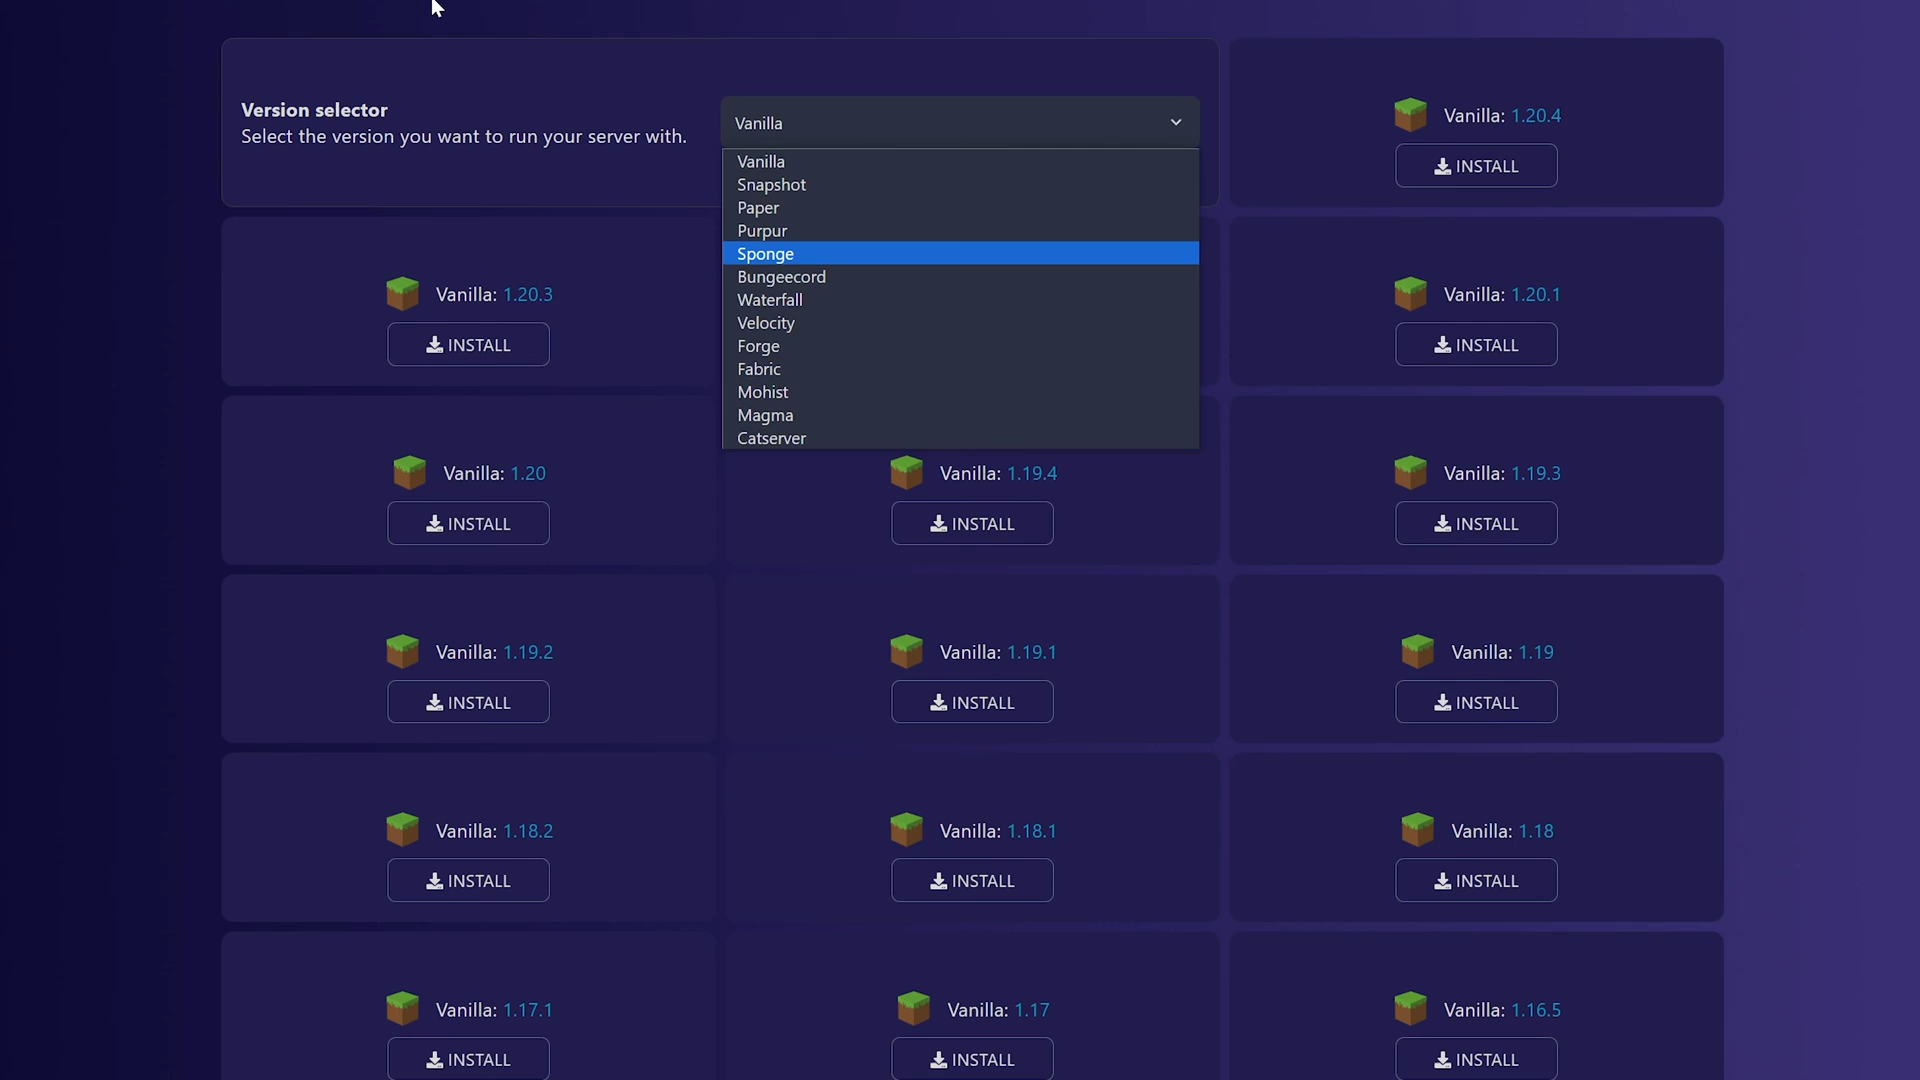 Version selector
Select the version you want to run your server with.
Vanilla
Vanilla
Snapshot
Paper
Purpur
Sponge
Bungeecord
Waterfall
Velocity
Forge
Fabric
Mohist
Magma
Catserver
Vanilla: 1.20.4
INSTALL
Vanilla: 1.20.3
INSTALL
Vanilla: 1.20.1
INSTALL
Vanilla: 1.20
INSTALL
Vanilla: 1.19.4
INSTALL
Vanilla: 1.19.3
INSTALL
Vanilla: 1.19.2
INSTALL
Vanilla: 1.19.1
INSTALL
Vanilla: 1.19
INSTALL
Vanilla: 1.18.2
INSTALL
Vanilla: 1.18.1
INSTALL
Vanilla: 1.18
INSTALL
Vanilla: 1.17.1
INSTALL
Vanilla: 1.17
INSTALL
Vanilla: 1.16.5
INSTALL